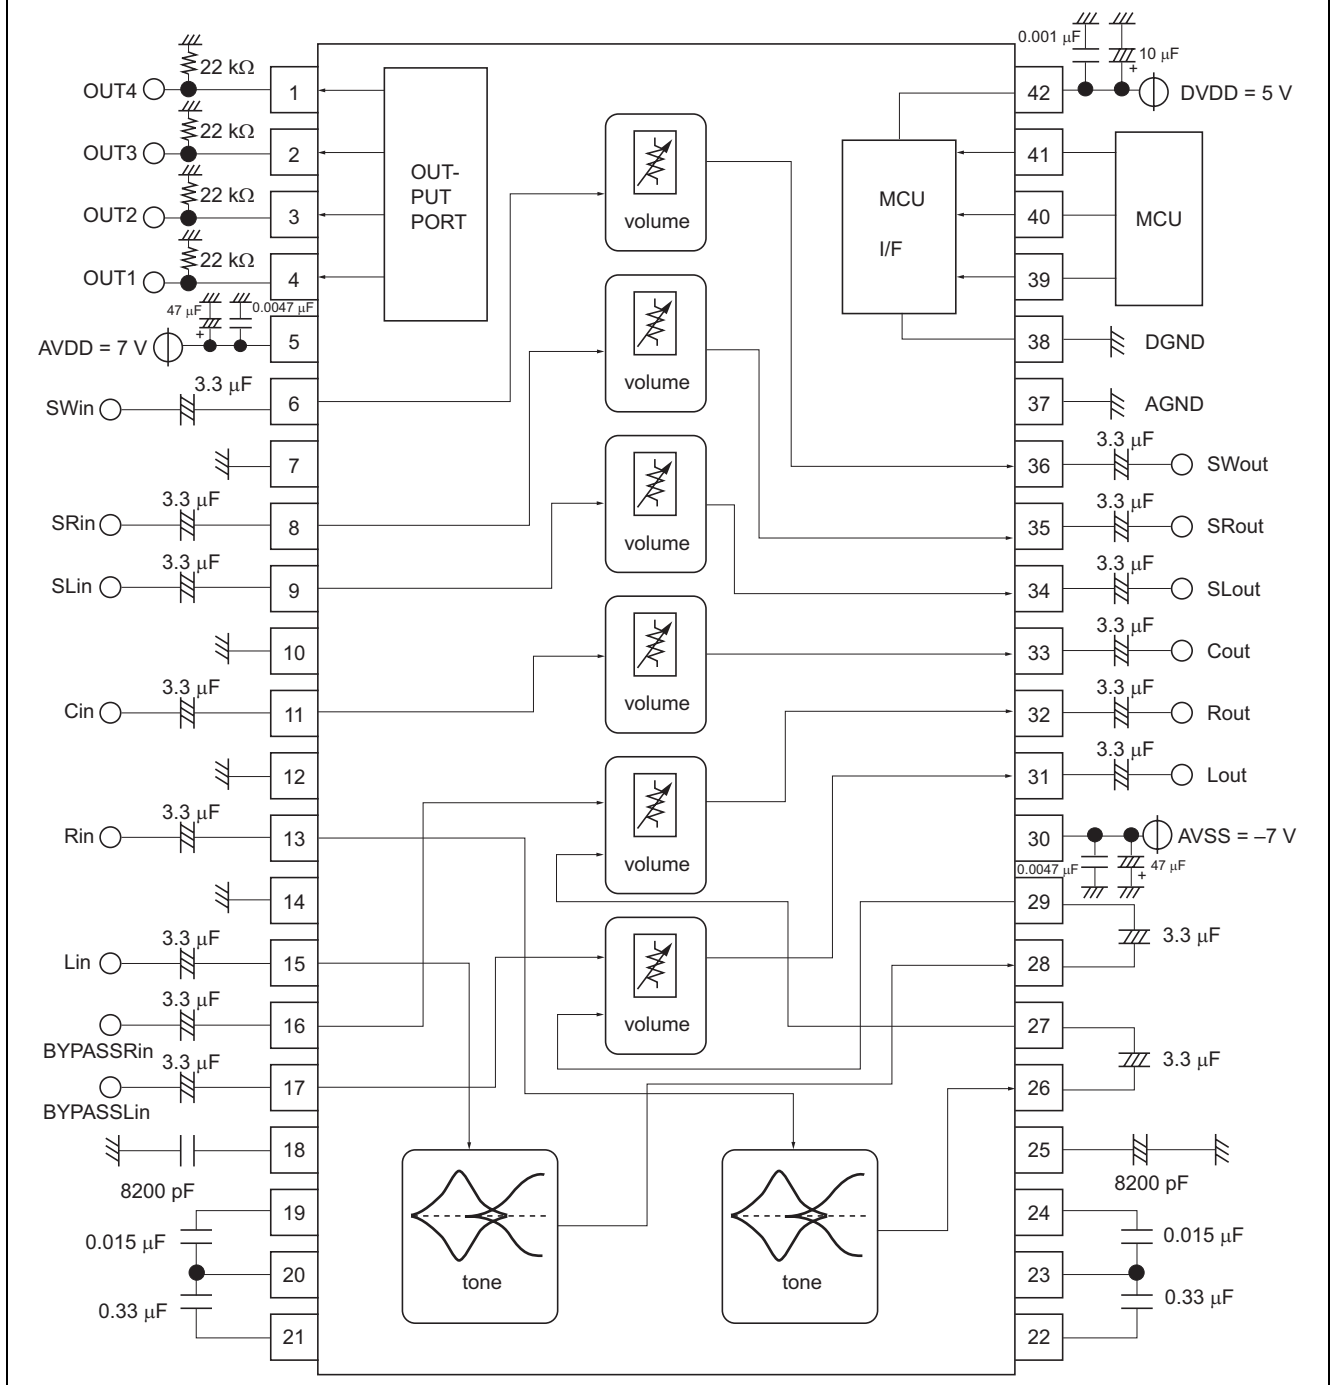 OUT4
22 kΩ
1
OUT3
22 kΩ
2
OUT2
22 kΩ
3
OUT1
22 kΩ
4
47 μF
+
0.0047 μF
AVDD = 7 V
5
3.3 μF
SWin
6
7
3.3 μF
SRin
8
3.3 μF
SLin
9
10
3.3 μF
Cin
11
12
3.3 μF
Rin
13
14
3.3 μF
Lin
15
3.3 μF
16
BYPASSRin
3.3 μF
17
BYPASSLin
18
8200 pF
19
0.015 μF
20
0.33 μF
21
OUT-
PUT
PORT
volume
volume
volume
volume
volume
volume
tone
tone
MCU
I/F
MCU
0.001 μF
10 μF
+
42
DVDD = 5 V
41
40
39
38
DGND
37
AGND
3.3 μF
36
SWout
3.3 μF
35
SRout
3.3 μF
34
SLout
3.3 μF
33
Cout
3.3 μF
32
Rout
3.3 μF
31
Lout
30
AVSS = –7 V
0.0047 μF
47 μF
+
29
3.3 μF
28
27
3.3 μF
26
25
8200 pF
24
0.015 μF
23
0.33 μF
22